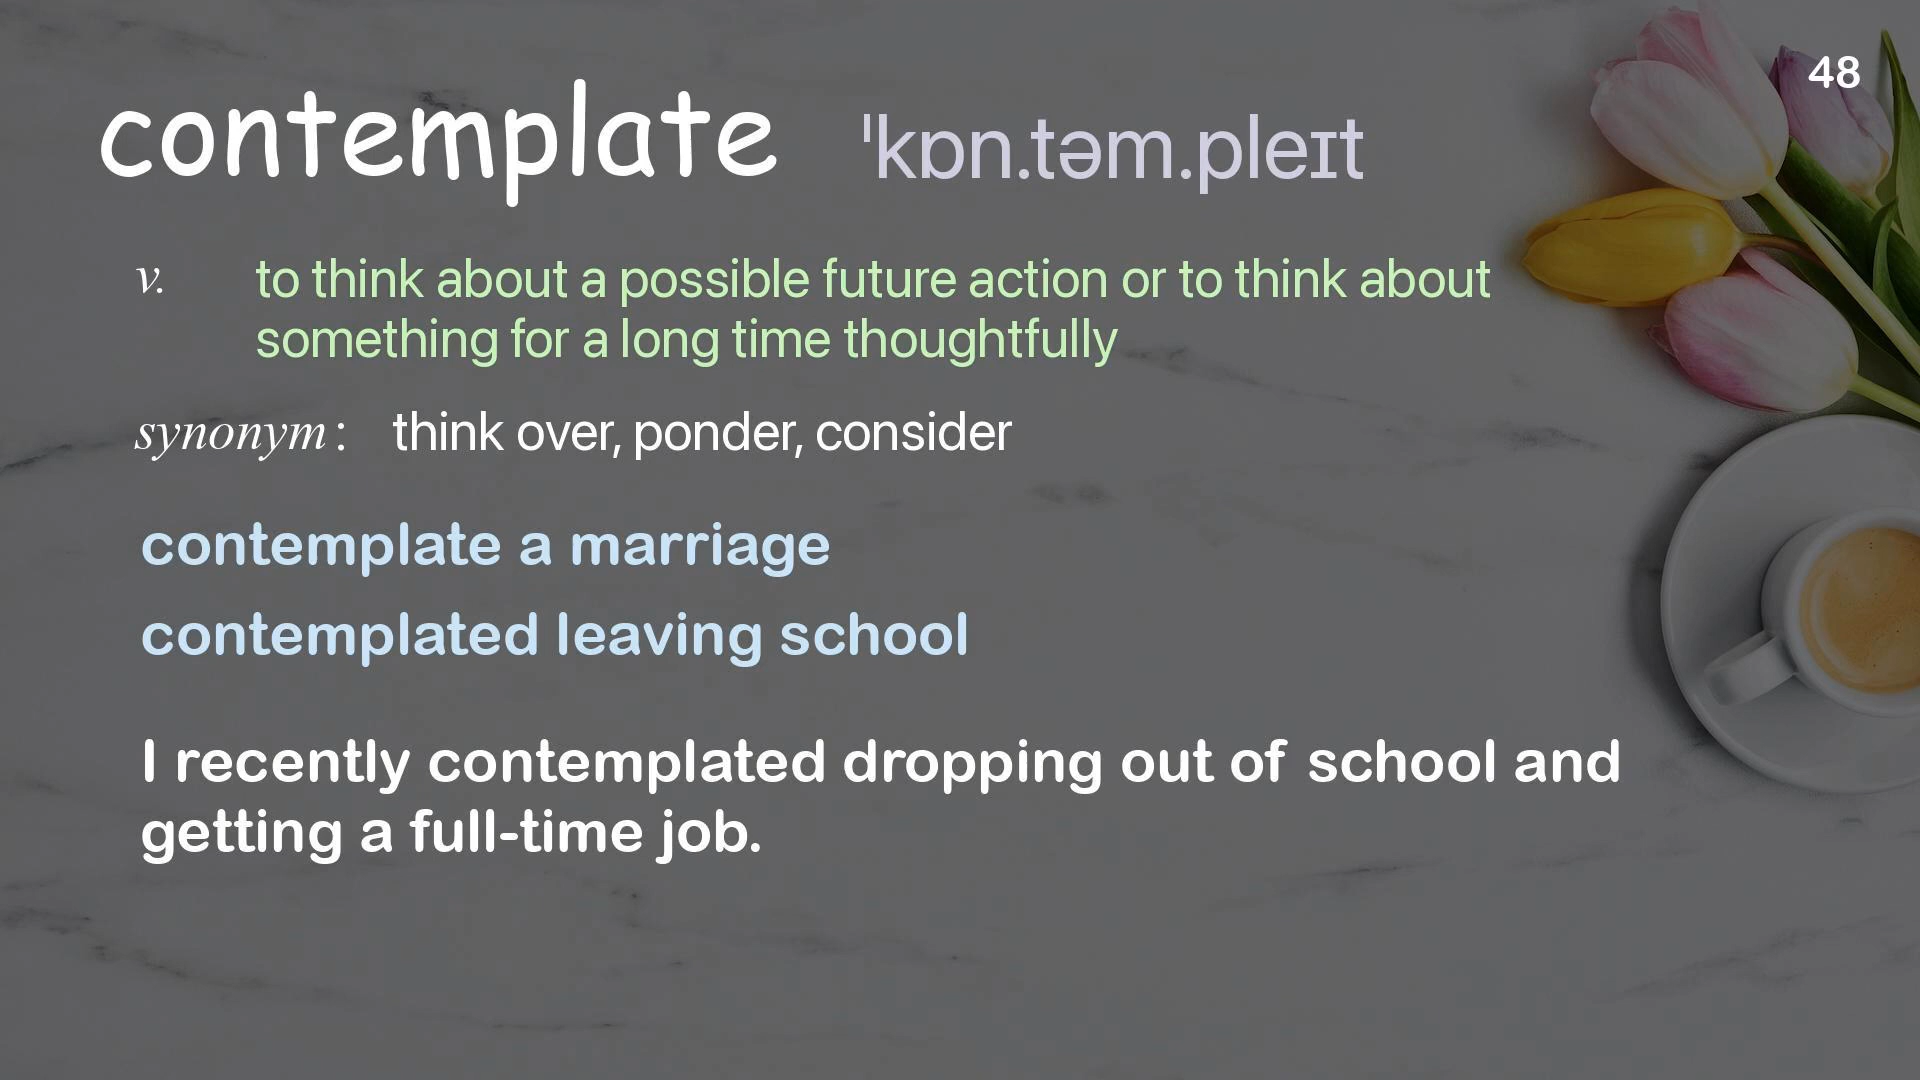 48
contemplate ˈkɒn.təm.pleɪt
v. to think about a possible future action or to think about
something for a long time thoughtfully
synonym: think over, ponder, consider
contemplate a marriage
contemplated leaving school
I recently contemplated dropping out of school and
getting a full-time job.